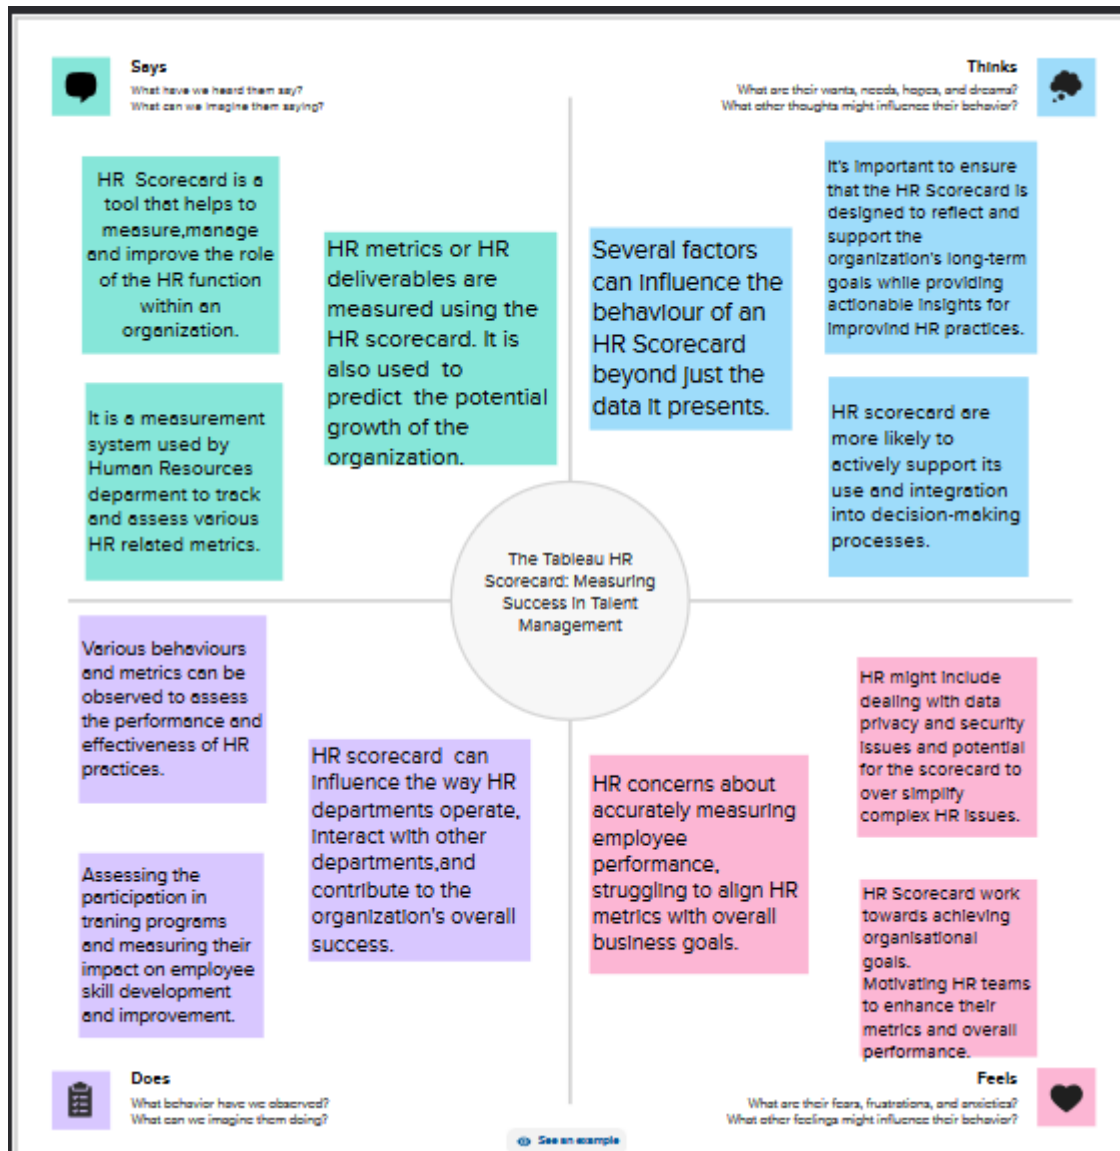 Says
What have we heard them say?
What can we imagine them saying?
HR Scorecard is a
tool that helps to
measure,manage
and improve the role
of the HR function
within an
organization.
HR metrics or HR
deliverables are
measured using the
HR scorecard. It is
also used to
predict the potential
growth of the
organization.
It is a measurement
system used by
Human Resources
deparment to track
and assess various
HR related metrics.
Thinks
What are their wants, needs, hopes, and dreams?
What other thoughts might influence their behavior?
Several factors
can influence the
behaviour of an
HR Scorecard
beyond just the
data it presents.
It's important to ensure
that the HR Scorecard is
designed to reflect and
support the
organization's long-term
goals while providing
actionable insights for
improvind HR practices.
HR scorecard are
more likely to
actively support its
use and integration
into decision-making
processes.
The Tableau HR
Scorecard: Measuring
Success in Talent
Management
Various behaviours
and metrics can be
observed to assess
the performance and
effectiveness of HR
practices.
HR scorecard can
influence the way HR
departments operate,
interact with other
departments,and
contribute to the
organization's overall
success.
Assessing the
participation in
traning programs
and measuring their
impact on employee
skill development
and improvement.
Does
What behavior have we observed?
What can we imagine them doing?
HR concerns about
accurately measuring
employee
performance,
struggling to align HR
metrics with overall
business goals.
HR might include
dealing with data
privacy and security
issues and potential
for the scorecard to
over simplify
complex HR issues.
HR Scorecard work
towards achieving
organisational
goals.
Motivating HR teams
to enhance their
metrics and overall
performance.
Feels
What are their fears, frustrations, and anxieties?
What other feelings might influence their behavior?
See an example